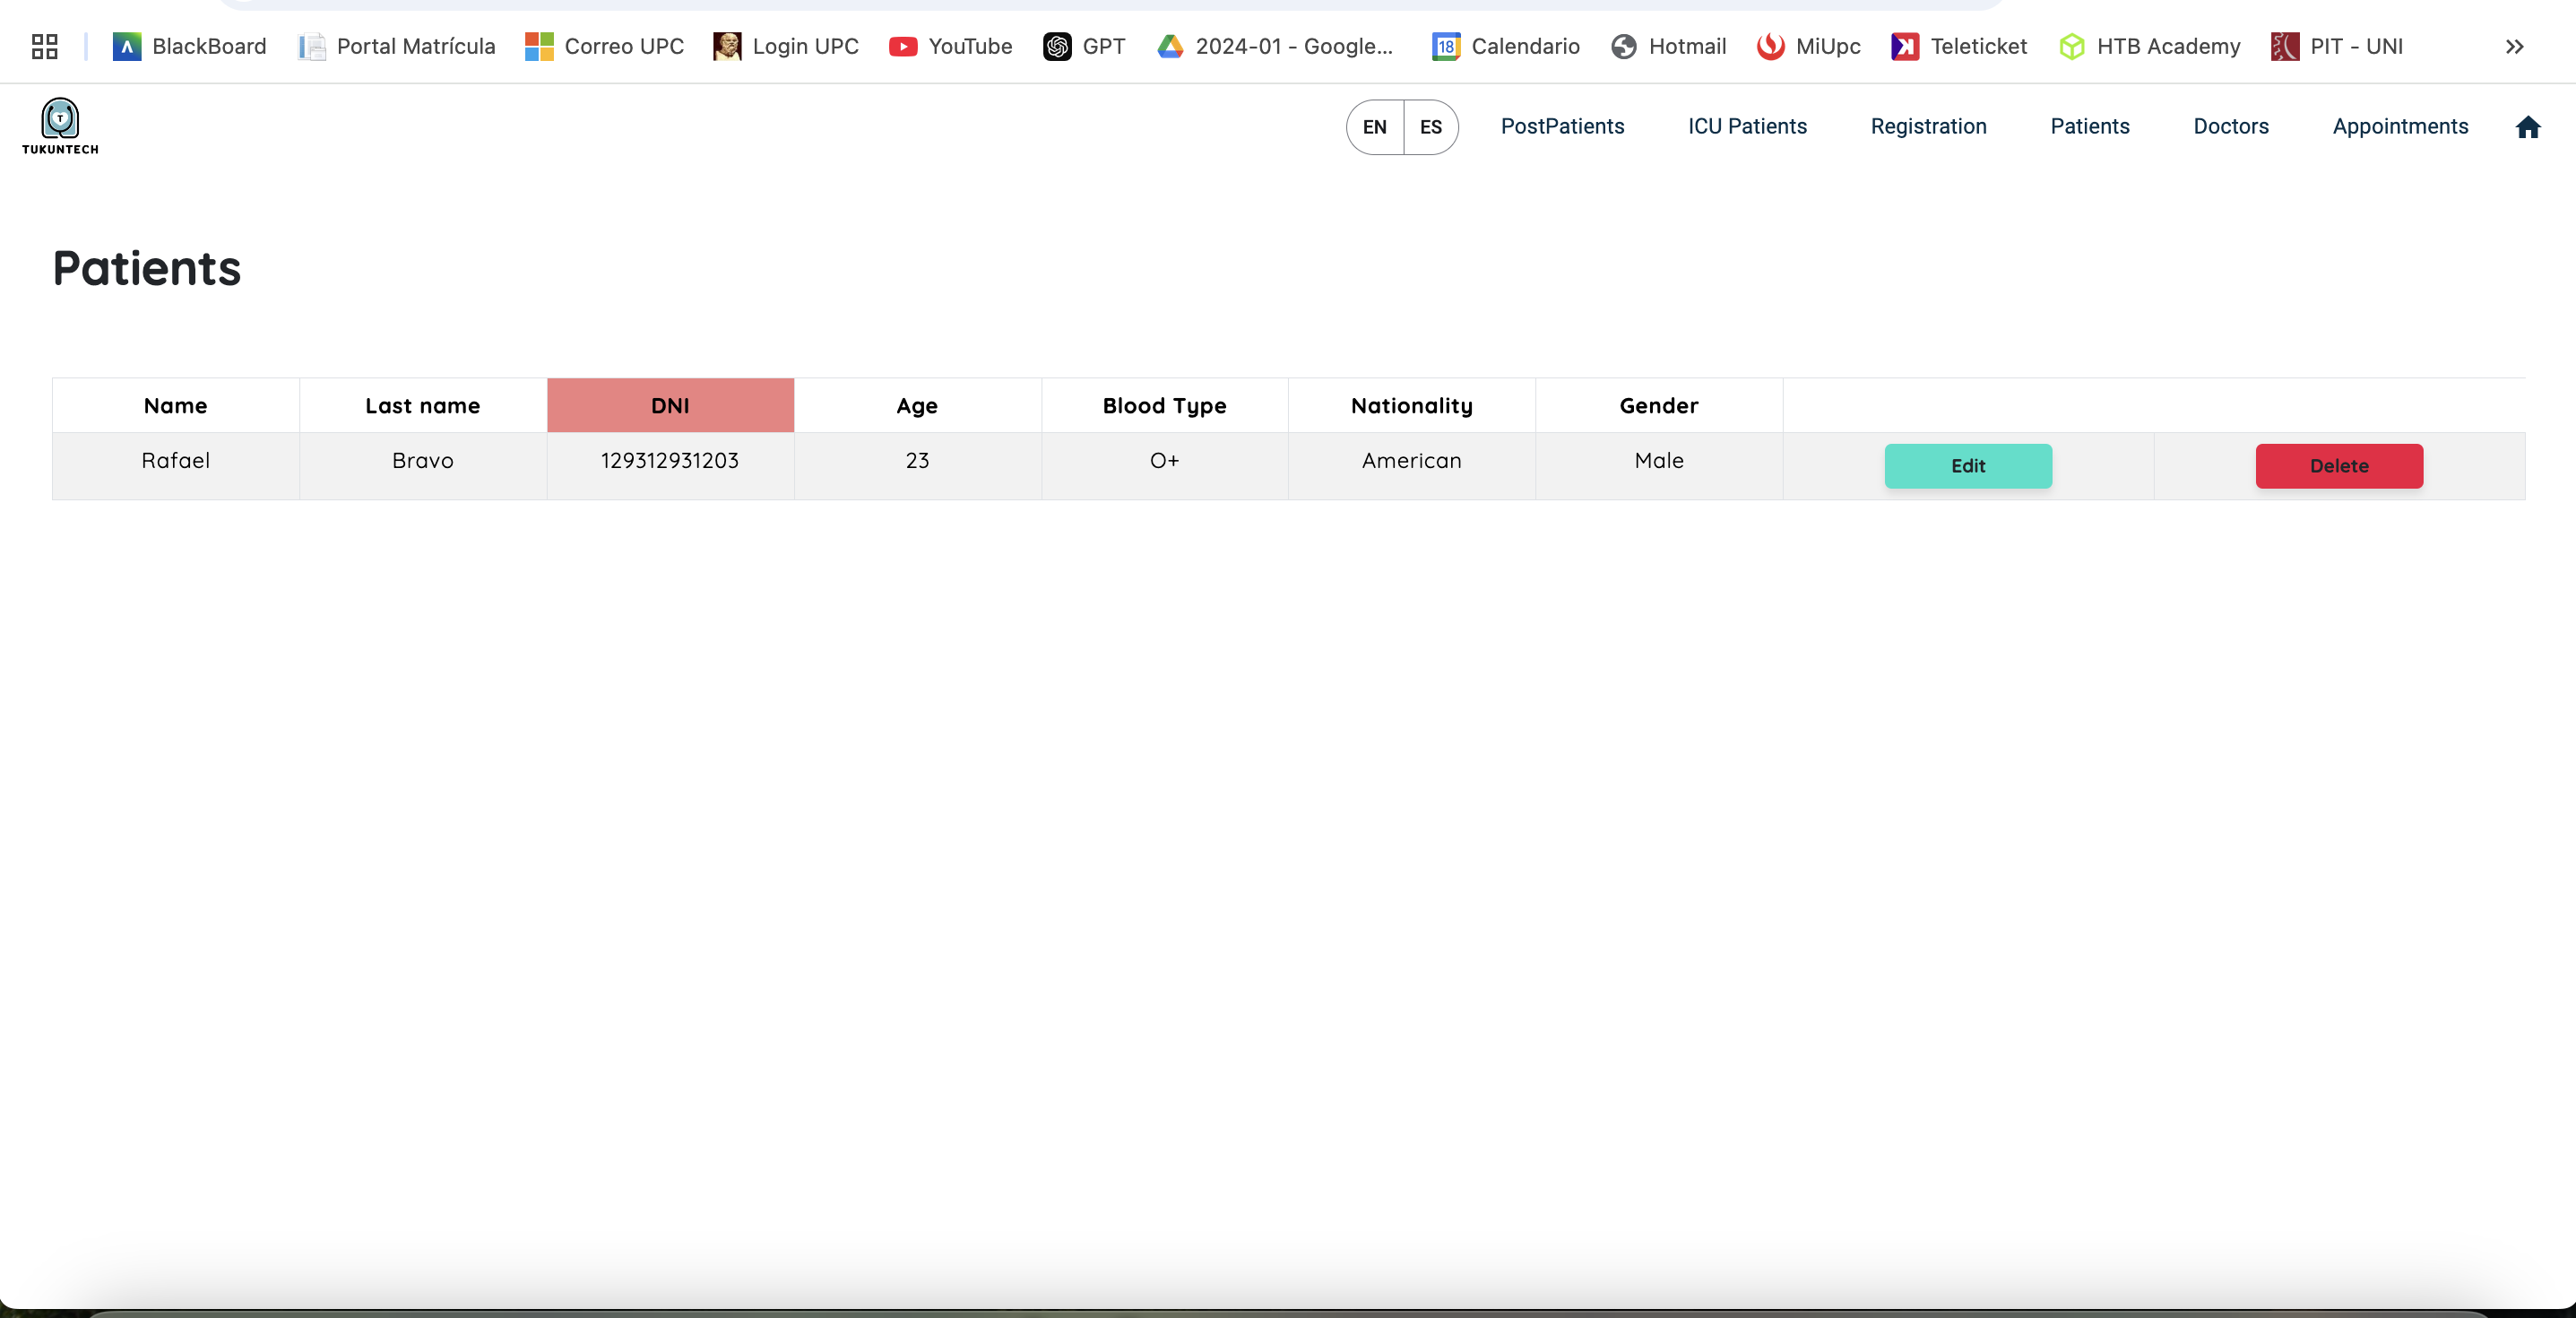 BlackBoard Portal Matrícula Correo UPC Login UPC YouTube GPT 2024-01 - Google... 18 Calendario Hotmail MiUpc Teleticket HTB Academy PIT - UNI »
T
TUKUNTECH
EN ES PostPatients ICU Patients Registration Patients Doctors Appointments
Patients
Name Last name DNI Age Blood Type Nationality Gender
Rafael Bravo 129312931203 23 O+ American Male Edit Delete